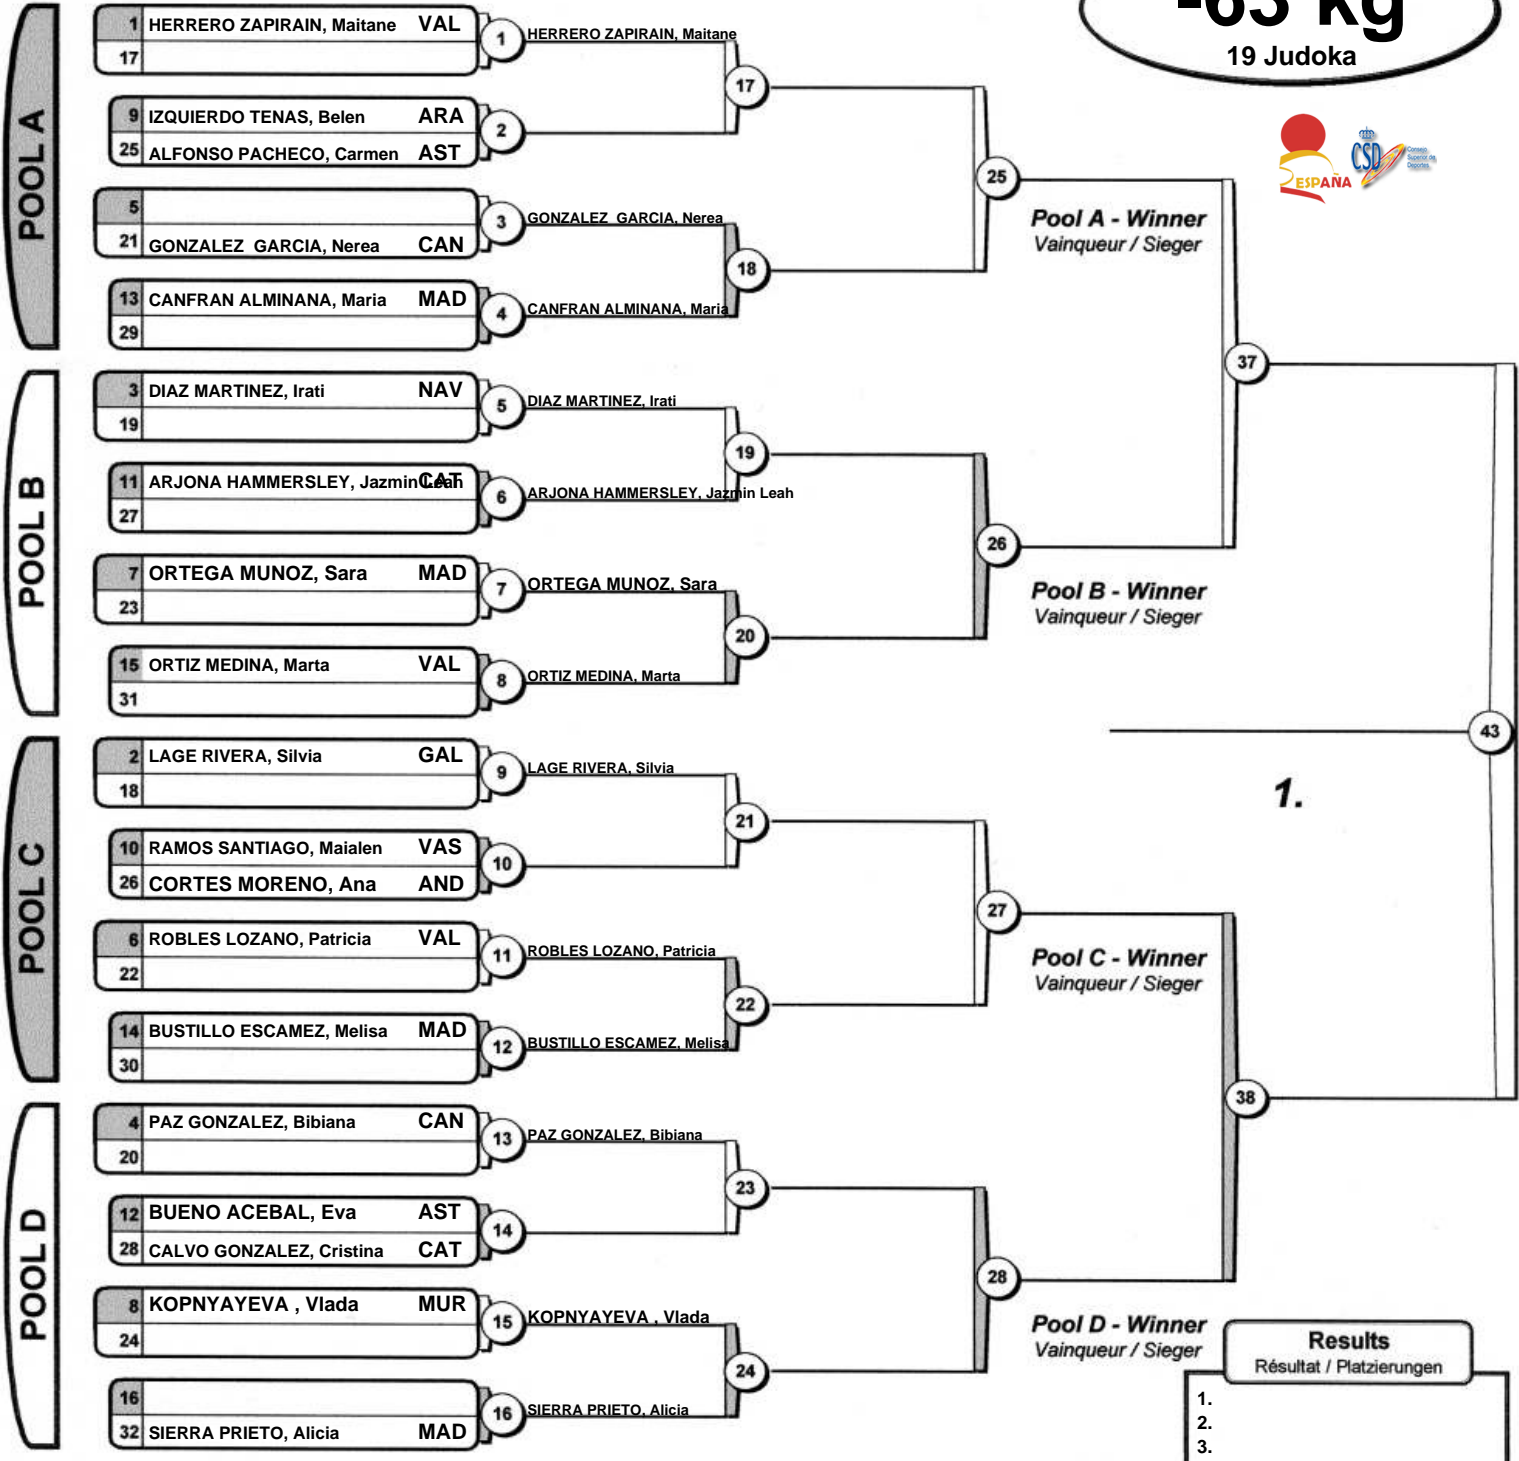 -63 kg
19 Judoka
ESPAÑA
CSD
Consejo
Superior de
Deportes
POOL A
1 HERRERO ZAPIRAIN, Maitane VAL
17
1
HERRERO ZAPIRAIN, Maitane
9 IZQUIERDO TENAS, Belen ARA
25 ALFONSO PACHECO, Carmen AST
2
17
5
21 GONZALEZ GARCIA, Nerea CAN
3
GONZALEZ GARCIA, Nerea
13 CANFRAN ALMINANA, Maria MAD
29
4
CANFRAN ALMINANA, Maria
18
25
Pool A - Winner
Vainqueur / Sieger
POOL B
3 DIAZ MARTINEZ, Irati NAV
19
5
DIAZ MARTINEZ, Irati
11 ARJONA HAMMERSLEY, Jazmin Leah CAT
27
6
ARJONA HAMMERSLEY, Jazmin Leah
19
7 ORTEGA MUNOZ, Sara MAD
23
7
ORTEGA MUNOZ, Sara
15 ORTIZ MEDINA, Marta VAL
31
8
ORTIZ MEDINA, Marta
20
26
Pool B - Winner
Vainqueur / Sieger
37
POOL C
2 LAGE RIVERA, Silvia GAL
18
9
LAGE RIVERA, Silvia
10 RAMOS SANTIAGO, Maialen VAS
26 CORTES MORENO, Ana AND
10
21
6 ROBLES LOZANO, Patricia VAL
22
11
ROBLES LOZANO, Patricia
14 BUSTILLO ESCAMEZ, Melisa MAD
30
12
BUSTILLO ESCAMEZ, Melisa
22
27
Pool C - Winner
Vainqueur / Sieger
43
1.
POOL D
4 PAZ GONZALEZ, Bibiana CAN
20
13
PAZ GONZALEZ, Bibiana
12 BUENO ACEBAL, Eva AST
28 CALVO GONZALEZ, Cristina CAT
14
23
8 KOPNYAYEVA , Vlada MUR
24
15
KOPNYAYEVA , Vlada
16
32 SIERRA PRIETO, Alicia MAD
16
SIERRA PRIETO, Alicia
24
28
Pool D - Winner
Vainqueur / Sieger
38
Results
Résultat / Platzierungen
1.
2.
3.